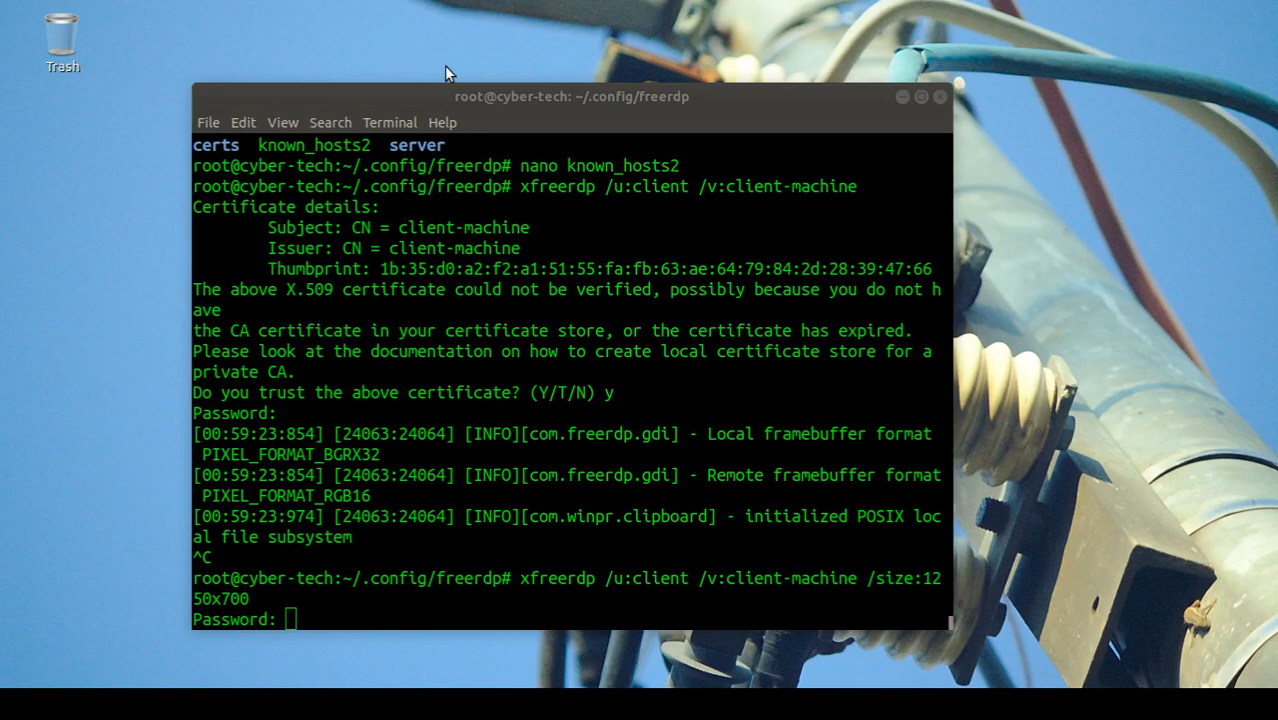 Trash
root@cyber-tech: ~/.config/freerdp
File Edit View Search Terminal Help
certs  known_hosts2  server
root@cyber-tech:~/.config/freerdp# nano known_hosts2
root@cyber-tech:~/.config/freerdp# xfreerdp /u:client /v:client-machine
Certificate details:
        Subject: CN = client-machine
        Issuer: CN = client-machine
        Thumbprint: 1b:35:d0:a2:f2:a1:51:55:fa:fb:63:ae:64:79:84:2d:28:39:47:66
The above X.509 certificate could not be verified, possibly because you do not h
ave
the CA certificate in your certificate store, or the certificate has expired.
Please look at the documentation on how to create local certificate store for a
private CA.
Do you trust the above certificate? (Y/T/N) y
Password:
[00:59:23:854] [24063:24064] [INFO][com.freerdp.gdi] - Local framebuffer format
 PIXEL_FORMAT_BGRX32
[00:59:23:854] [24063:24064] [INFO][com.freerdp.gdi] - Remote framebuffer format
 PIXEL_FORMAT_RGB16
[00:59:23:974] [24063:24064] [INFO][com.winpr.clipboard] - initialized POSIX loc
al file subsystem
^C
root@cyber-tech:~/.config/freerdp# xfreerdp /u:client /v:client-machine /size:12
50x700
Password: